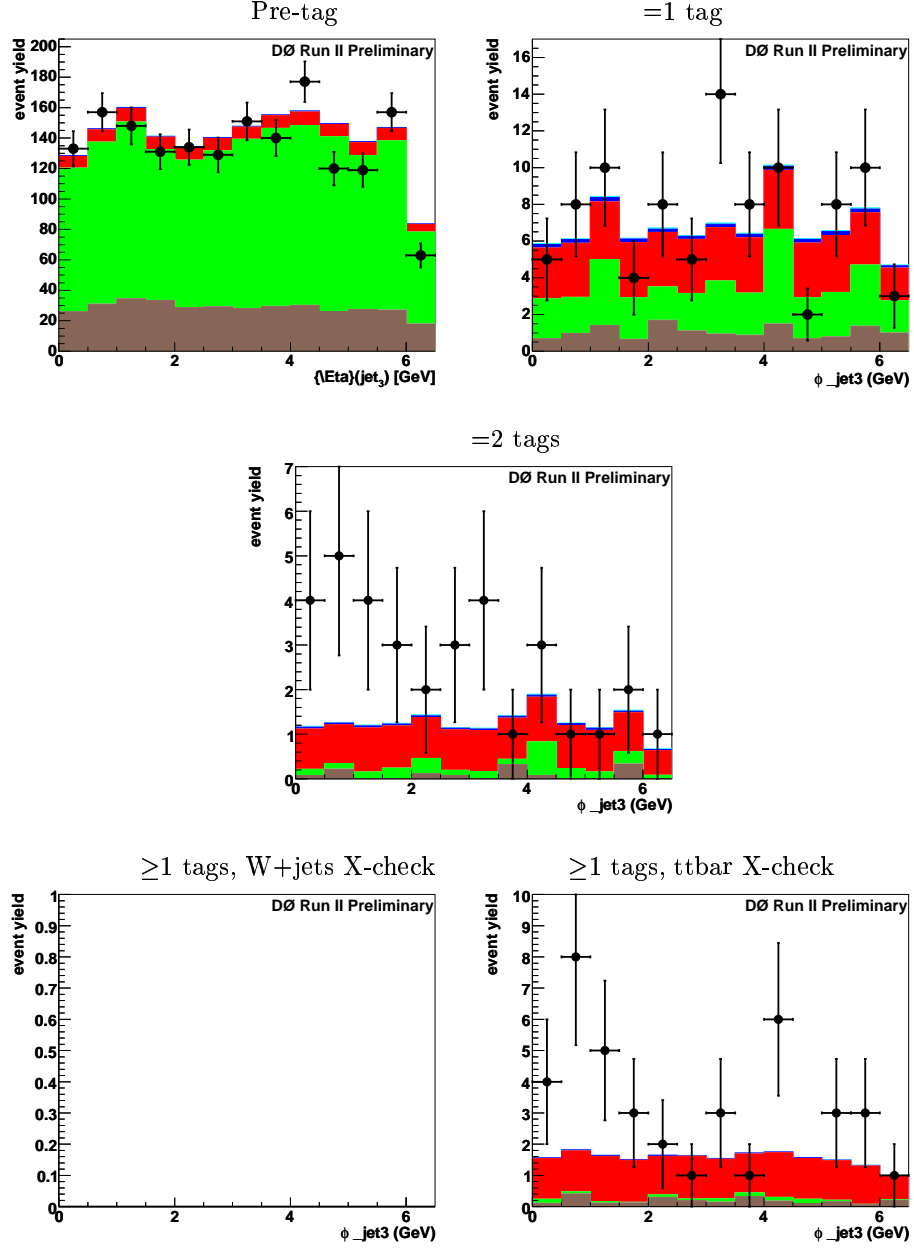 Pre-tag
=1 tag
DØ Run II Preliminary
event yield
200
180
160
140
120
100
80
60
40
20
0
0 2 4 6
{\Eta}(jet3) [GeV]
DØ Run II Preliminary
event yield
16
14
12
10
8
6
4
2
0
0 2 4 6
ϕ_jet3 (GeV)
=2 tags
DØ Run II Preliminary
event yield
7
6
5
4
3
2
1
0
0 2 4 6
ϕ_jet3 (GeV)
≥1 tags, W+jets X-check
≥1 tags, ttbar X-check
DØ Run II Preliminary
event yield
1
0.9
0.8
0.7
0.6
0.5
0.4
0.3
0.2
0.1
0
0 2 4 6
ϕ_jet3 (GeV)
DØ Run II Preliminary
event yield
10
9
8
7
6
5
4
3
2
1
0
0 2 4 6
ϕ_jet3 (GeV)